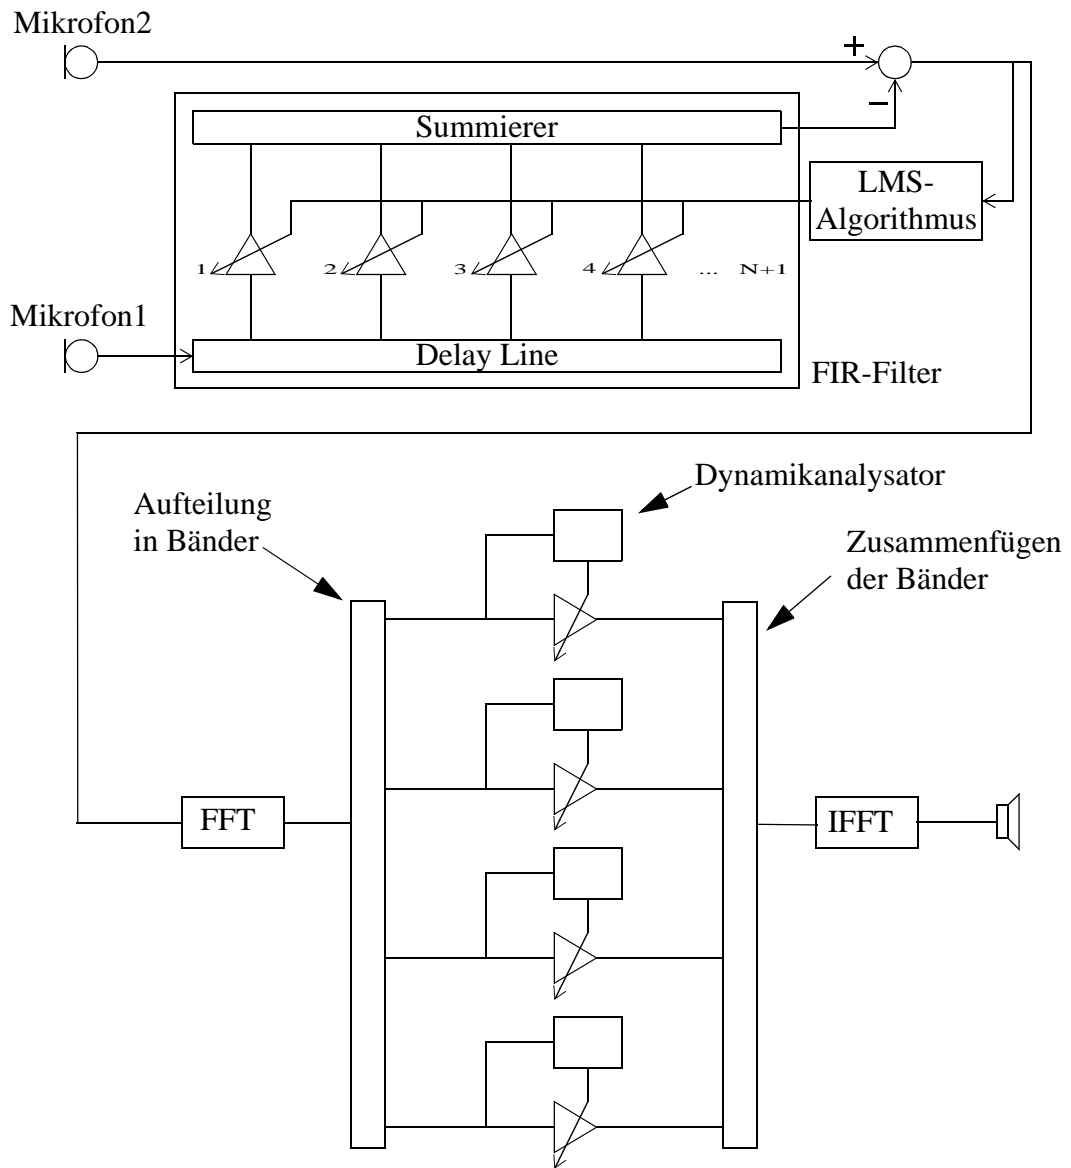 Mikrofon2
+
−
Summierer
LMS-
Algorithmus
1 2 3 4 ... N+1
Mikrofon1
Delay Line
FIR-Filter
Dynamikanalysator
Aufteilung
in Bänder
Zusammenfügen
der Bänder
FFT
IFFT